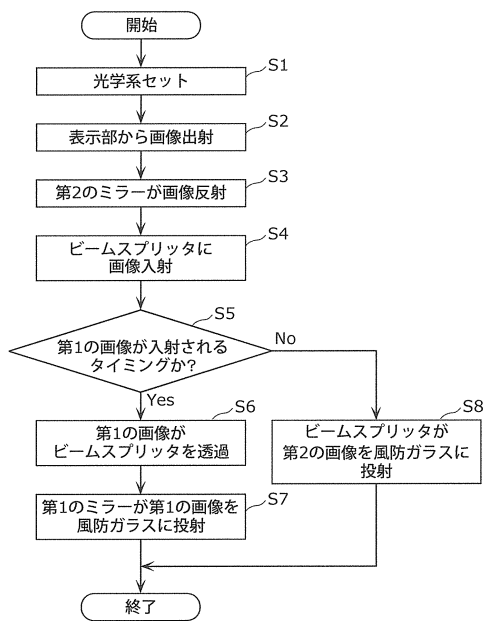 開始
S1
光学系セット
S2
表示部から画像出射
S3
第2のミラーが画像反射
S4
ビームスプリッタに
画像入射
S5
第1の画像が入射される
タイミングか?
No
Yes
S6
第1の画像が
ビームスプリッタを透過
S8
ビームスプリッタが
第2の画像を風防ガラスに
投射
S7
第1のミラーが第1の画像を
風防ガラスに投射
終了